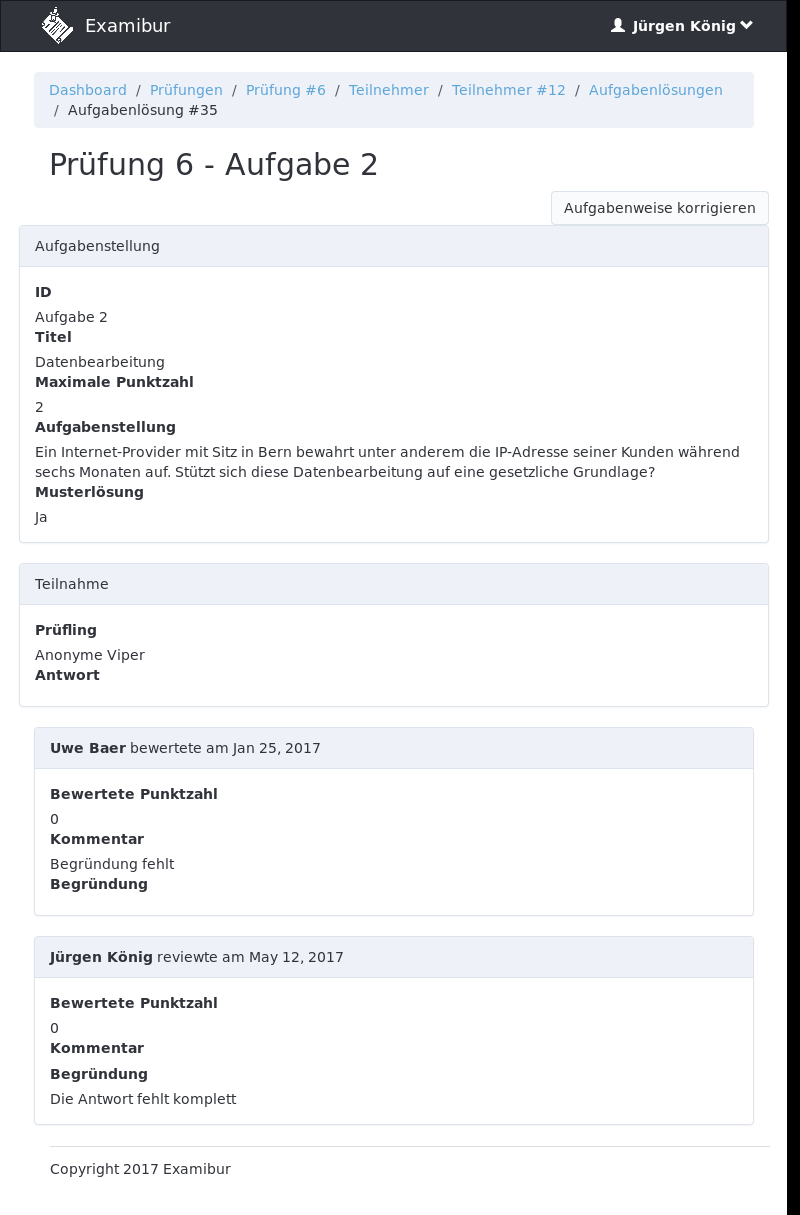 Examibur
Jürgen König
Dashboard / Prüfungen / Prüfung #6 / Teilnehmer / Teilnehmer #12 / Aufgabenlösungen
/ Aufgabenlösung #35
Prüfung 6 - Aufgabe 2
Aufgabenweise korrigieren
Aufgabenstellung
ID
Aufgabe 2
Titel
Datenbearbeitung
Maximale Punktzahl
2
Aufgabenstellung
Ein Internet-Provider mit Sitz in Bern bewahrt unter anderem die IP-Adresse seiner Kunden während
sechs Monaten auf. Stützt sich diese Datenbearbeitung auf eine gesetzliche Grundlage?
Musterlösung
Ja
Teilnahme
Prüfling
Anonyme Viper
Antwort
Uwe Baer bewertete am Jan 25, 2017
Bewertete Punktzahl
0
Kommentar
Begründung fehlt
Begründung
Jürgen König reviewte am May 12, 2017
Bewertete Punktzahl
0
Kommentar
Begründung
Die Antwort fehlt komplett
Copyright 2017 Examibur